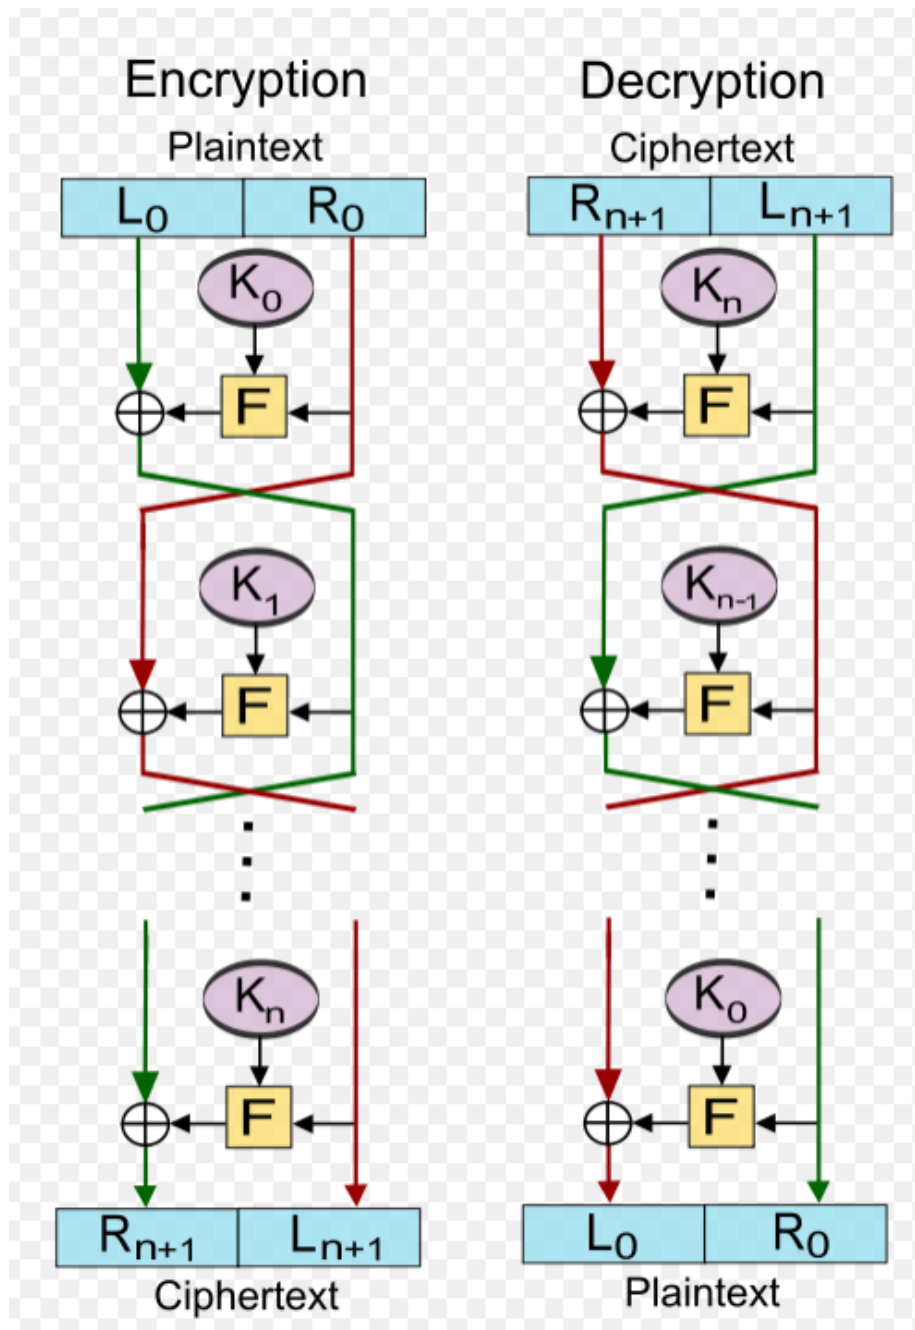 Encryption
Plaintext
L0 R0
K0
F
K1
F
Kn
F
Rn+1 Ln+1
Ciphertext
Decryption
Ciphertext
Rn+1 Ln+1
Kn
F
Kn-1
F
K0
F
L0 R0
Plaintext